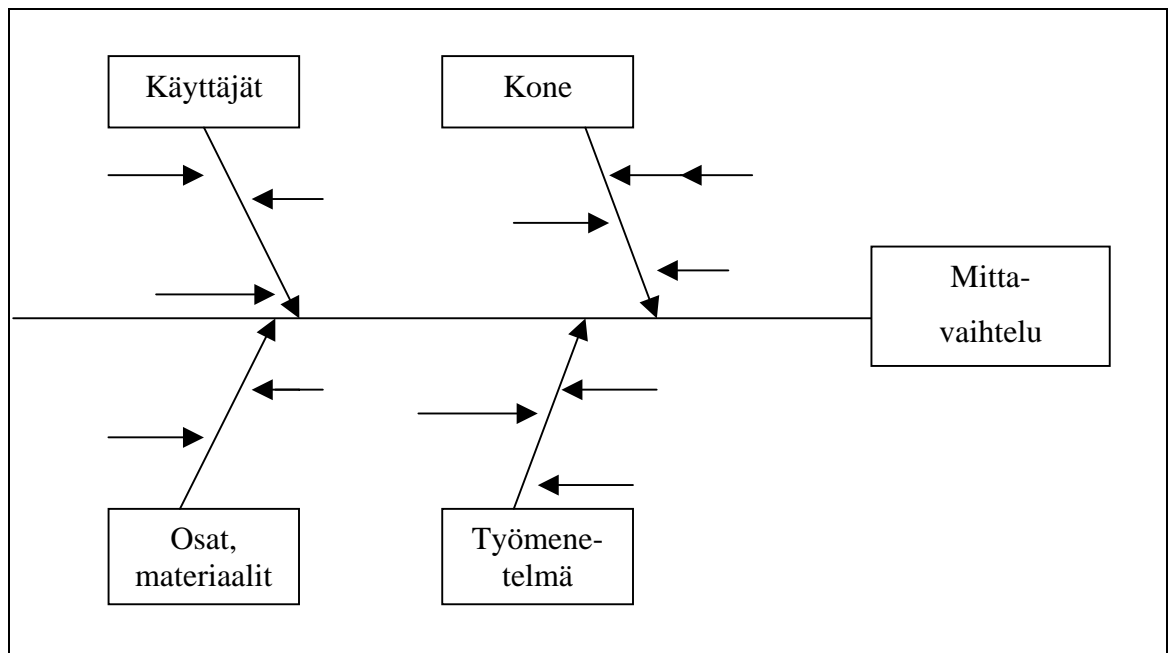 Käyttäjät
Kone
Mitta-
vaihtelu
Osat,
materiaalit
Työmene-
telmä